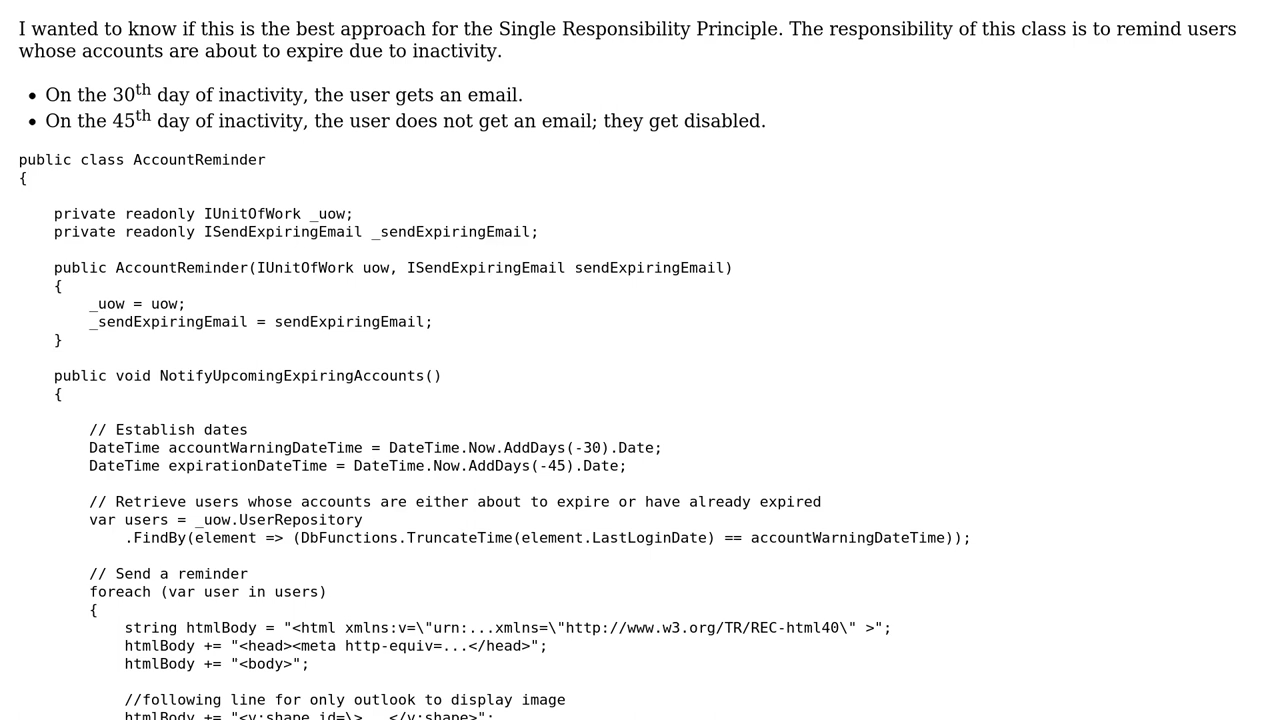 I wanted to know if this is the best approach for the Single Responsibility Principle. The responsibility of this class is to remind users
whose accounts are about to expire due to inactivity.
• On the 30th day of inactivity, the user gets an email.
• On the 45th day of inactivity, the user does not get an email; they get disabled.
public class AccountReminder
{
    private readonly IUnitOfWork _uow;
    private readonly ISendExpiringEmail _sendExpiringEmail;
    public AccountReminder(IUnitOfWork uow, ISendExpiringEmail sendExpiringEmail)
    {
        _uow = uow;
        _sendExpiringEmail = sendExpiringEmail;
    }
    public void NotifyUpcomingExpiringAccounts()
    {
        // Establish dates
        DateTime accountWarningDateTime = DateTime.Now.AddDays(-30).Date;
        DateTime expirationDateTime = DateTime.Now.AddDays(-45).Date;
        // Retrieve users whose accounts are either about to expire or have already expired
        var users = _uow.UserRepository
            .FindBy(element => (DbFunctions.TruncateTime(element.LastLoginDate) == accountWarningDateTime));
        // Send a reminder
        foreach (var user in users)
        {
            string htmlBody = "<html xmlns:v=\"urn:...xmlns=\"http://www.w3.org/TR/REC-html40\" >";
            htmlBody += "<head><meta http-equiv=...</head>";
            htmlBody += "<body>";
            //following line for only outlook to display image
            htmlBody += "<v:shape id=\>...</v:shape>";